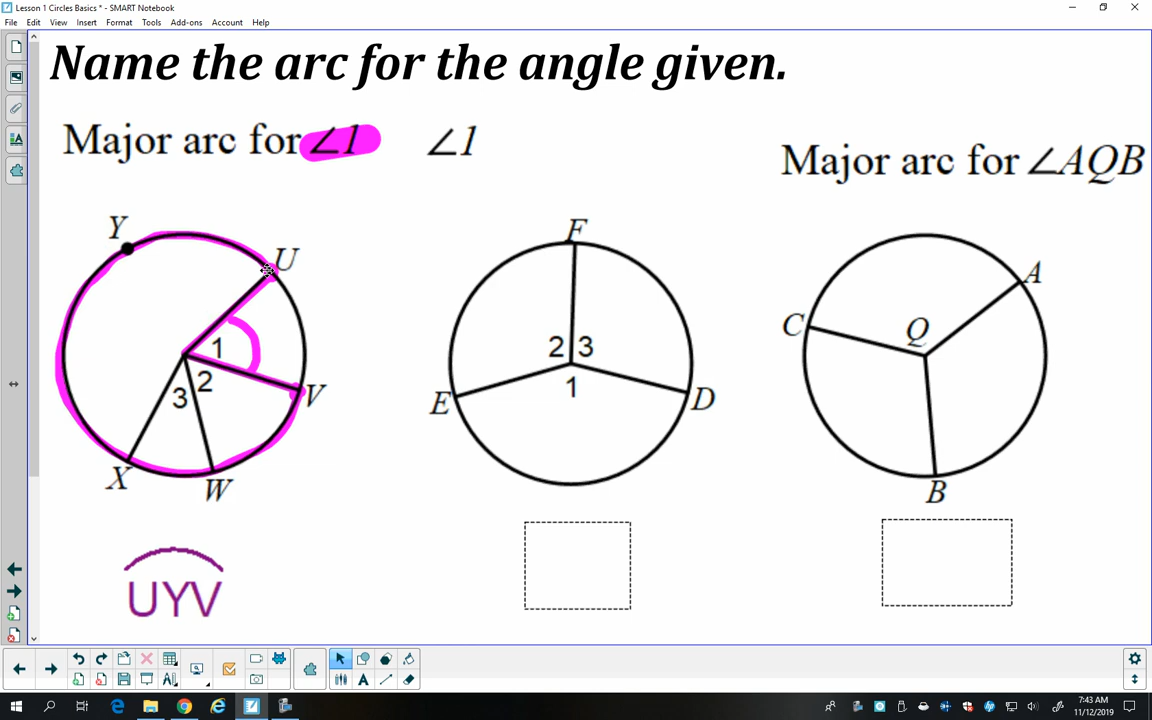 Lesson 1 Circles Basics * - SMART Notebook
File Edit View Insert Format Tools Add-ons Account Help
Name the arc for the angle given.
Major arc for ∠1
∠1
Major arc for ∠AQB
Y
U
1
2
3
V
X
W
F
2 3
1
E
D
A
C
Q
B
UYV
7:43 AM
11/12/2019